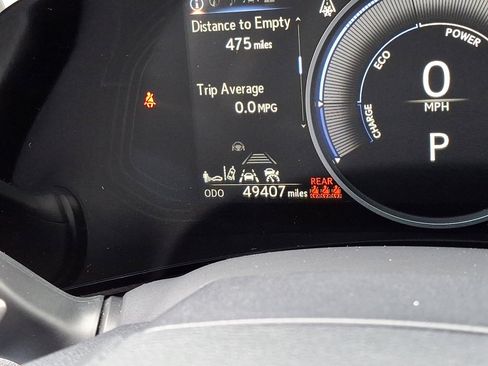 Distance to Empty
475 miles
Trip Average
0.0 MPG
ODO 49407 miles
REAR
POWER
ECO
CHARGE
0
MPH
P